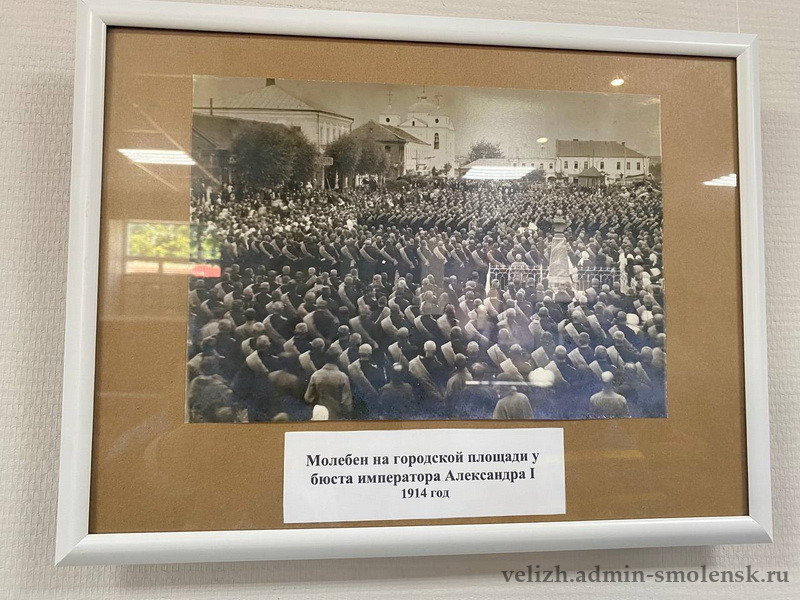 Молебен на городской площади у
бюста императора Александра I
1914 год
velizh.admin-smolensk.ru